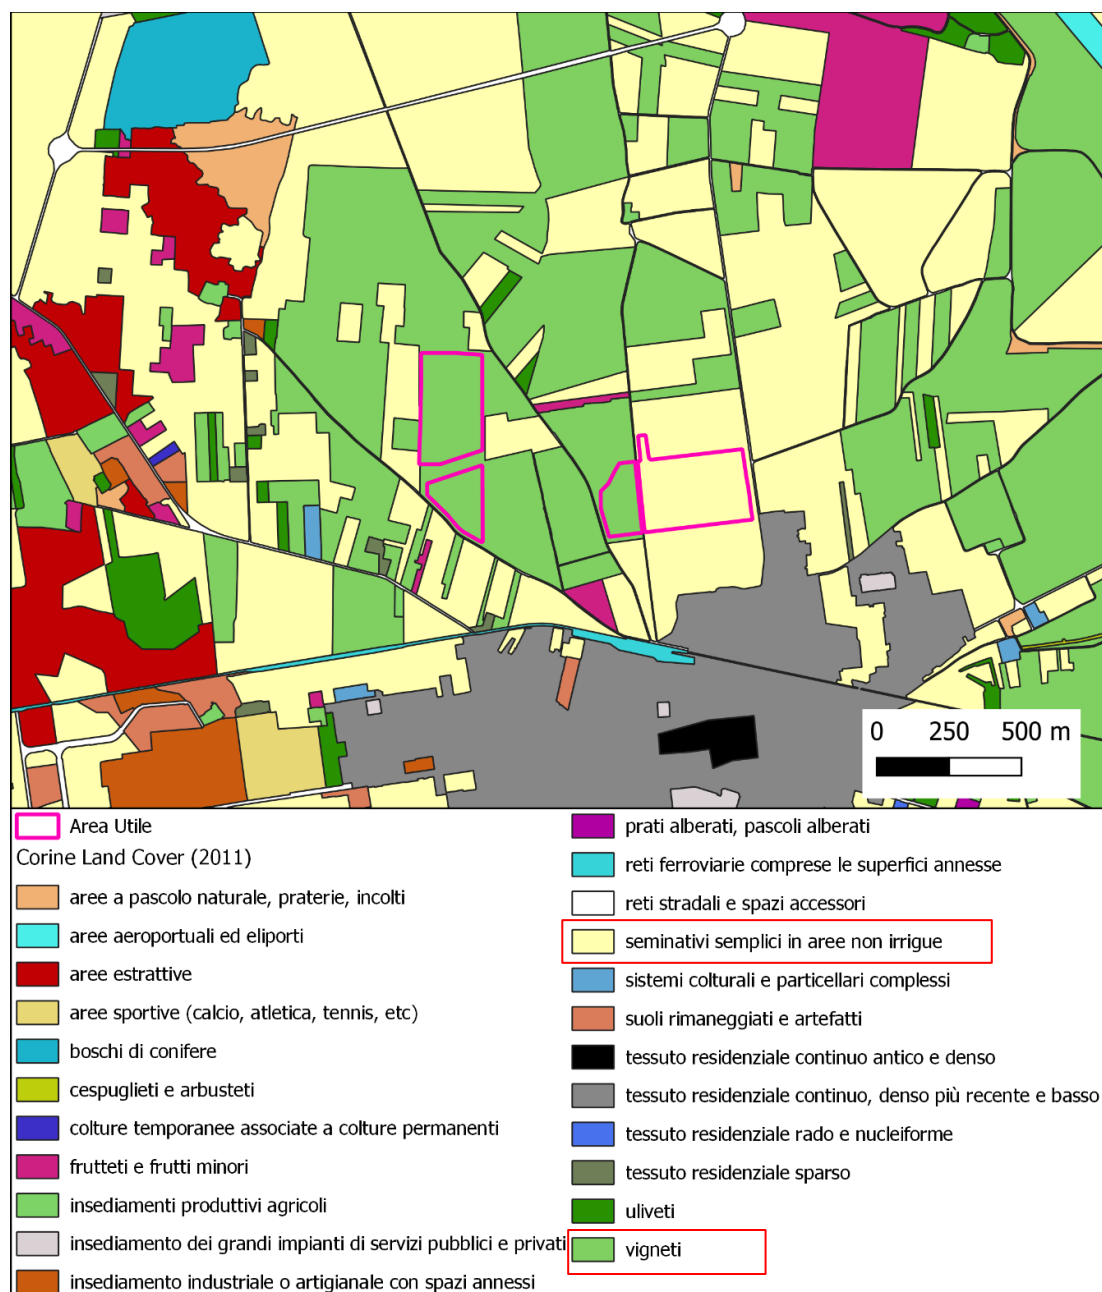 0 250 500 m
Area Utile
Corine Land Cover (2011)
aree a pascolo naturale, praterie, incolti
aree aeroportuali ed eliporti
aree estrattive
aree sportive (calcio, atletica, tennis, etc)
boschi di conifere
cespuglieti e arbusteti
colture temporanee associate a colture permanenti
frutteti e frutti minori
insediamenti produttivi agricoli
insediamento dei grandi impianti di servizi pubblici e privati
insediamento industriale o artigianale con spazi annessi
prati alberati, pascoli alberati
reti ferroviarie comprese le superfici annesse
reti stradali e spazi accessori
seminativi semplici in aree non irrigue
sistemi colturali e particellari complessi
suoli rimaneggiati e artefatti
tessuto residenziale continuo antico e denso
tessuto residenziale continuo, denso più recente e basso
tessuto residenziale rado e nucleiforme
tessuto residenziale sparso
uliveti
vigneti